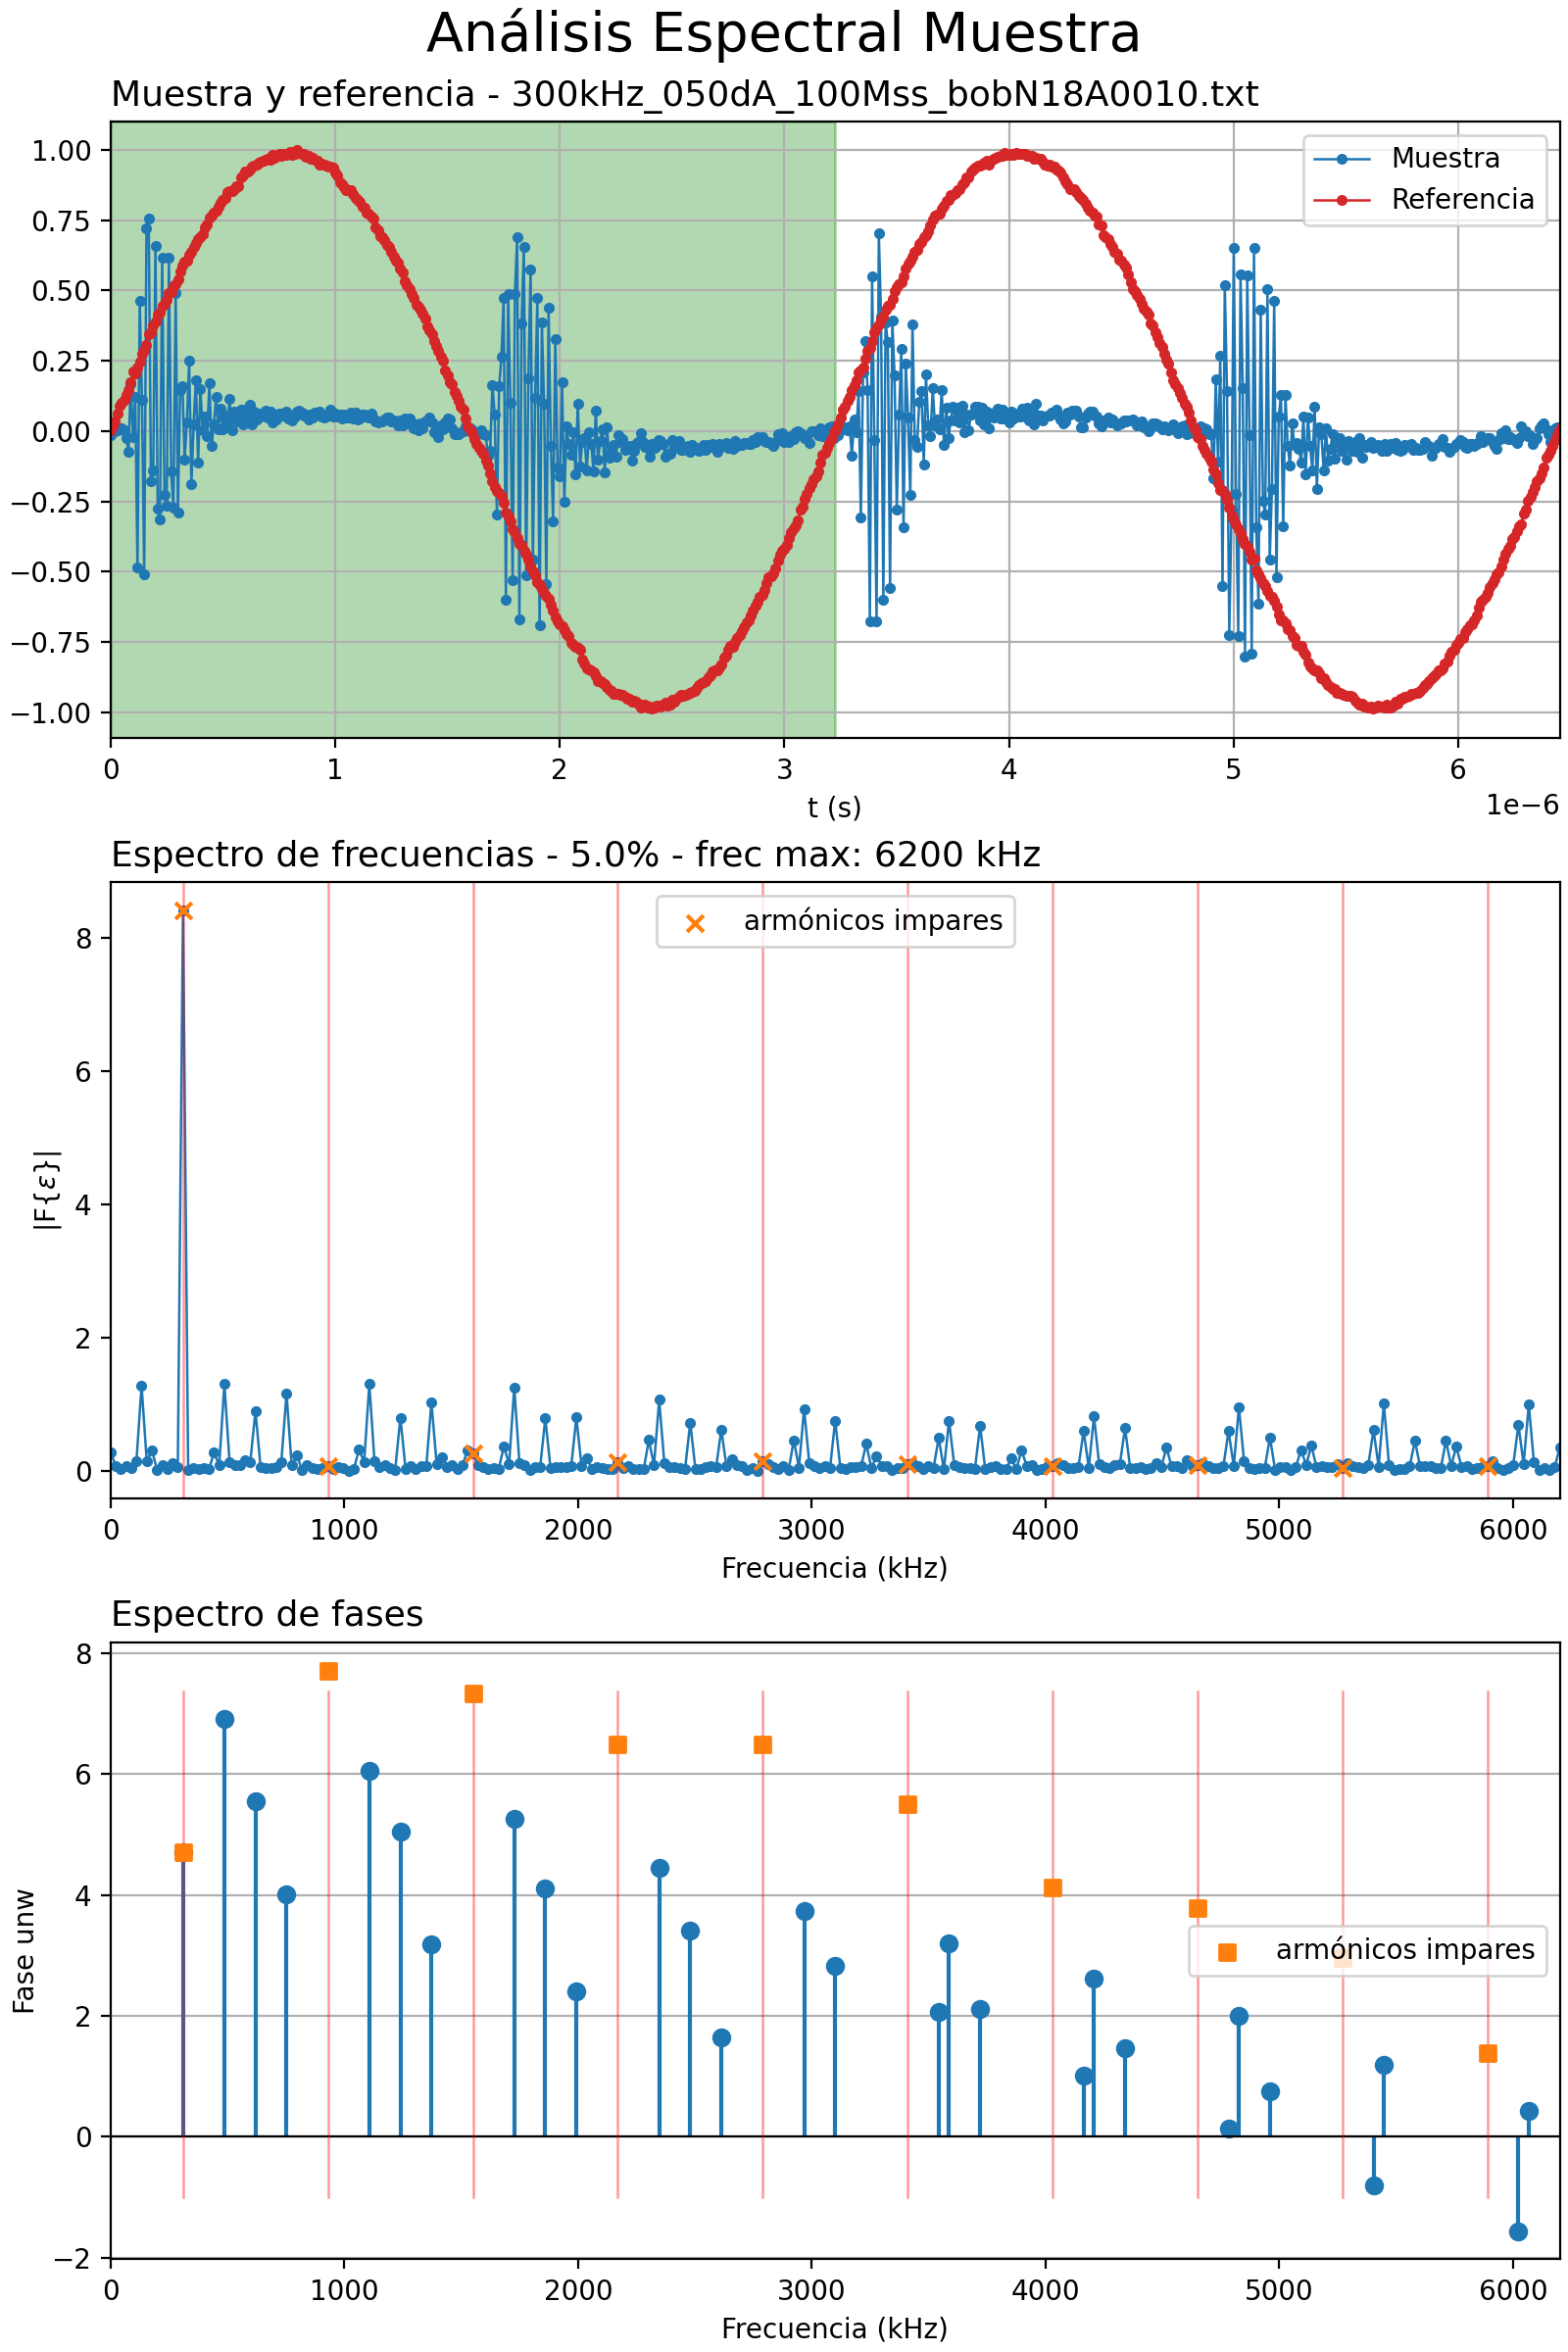 Análisis Espectral Muestra
Muestra y referencia - 300kHz_050dA_100Mss_bobN18A0010.txt
1.00
0.75
0.50
0.25
0.00
−0.25
−0.50
−0.75
−1.00
Muestra
Referencia
0 1 2 3 4 5 6
t (s)
1e−6
Espectro de frecuencias - 5.0% - frec max: 6200 kHz
armónicos impares
8
6
4
2
0
|F{ε}|
0 1000 2000 3000 4000 5000 6000
Frecuencia (kHz)
Espectro de fases
8
6
4
2
0
−2
Fase unw
armónicos impares
0 1000 2000 3000 4000 5000 6000
Frecuencia (kHz)